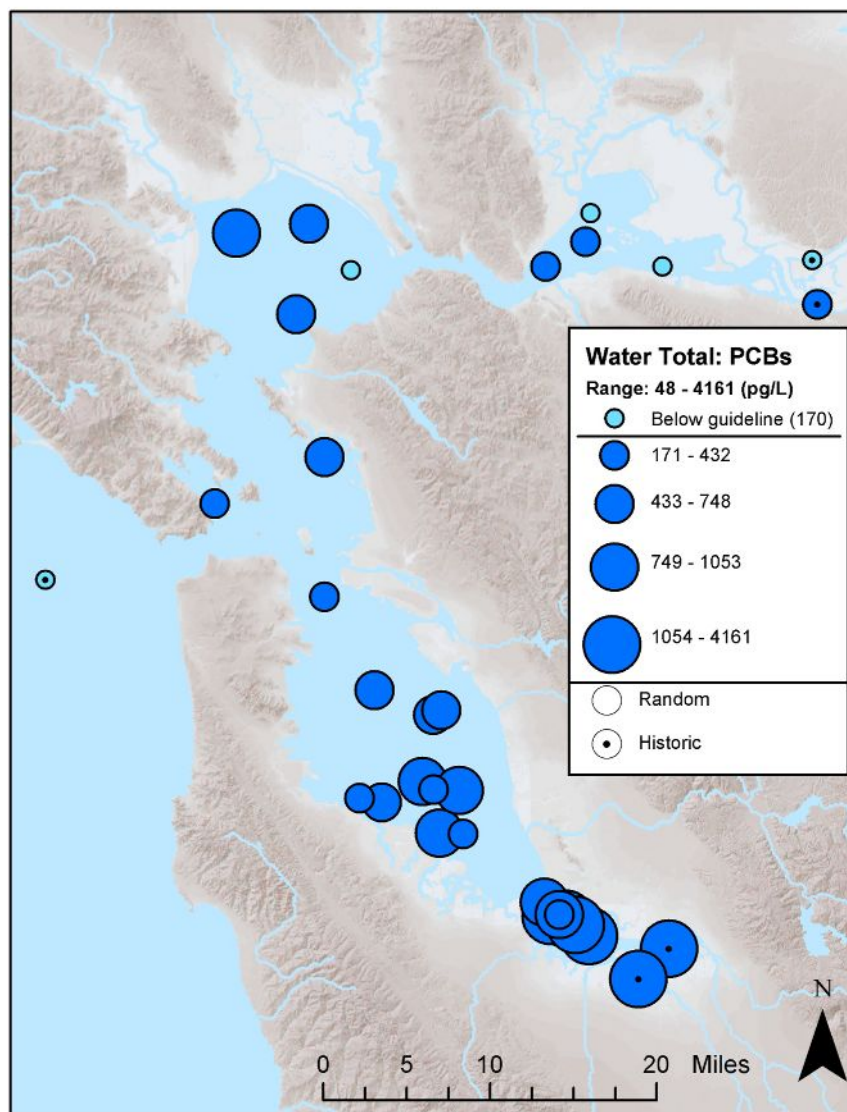 Water Total: PCBs
Range: 48 - 4161 (pg/L)
Below guideline (170)
171 - 432
433 - 748
749 - 1053
1054 - 4161
Random
Historic
N
0 5 10 20 Miles